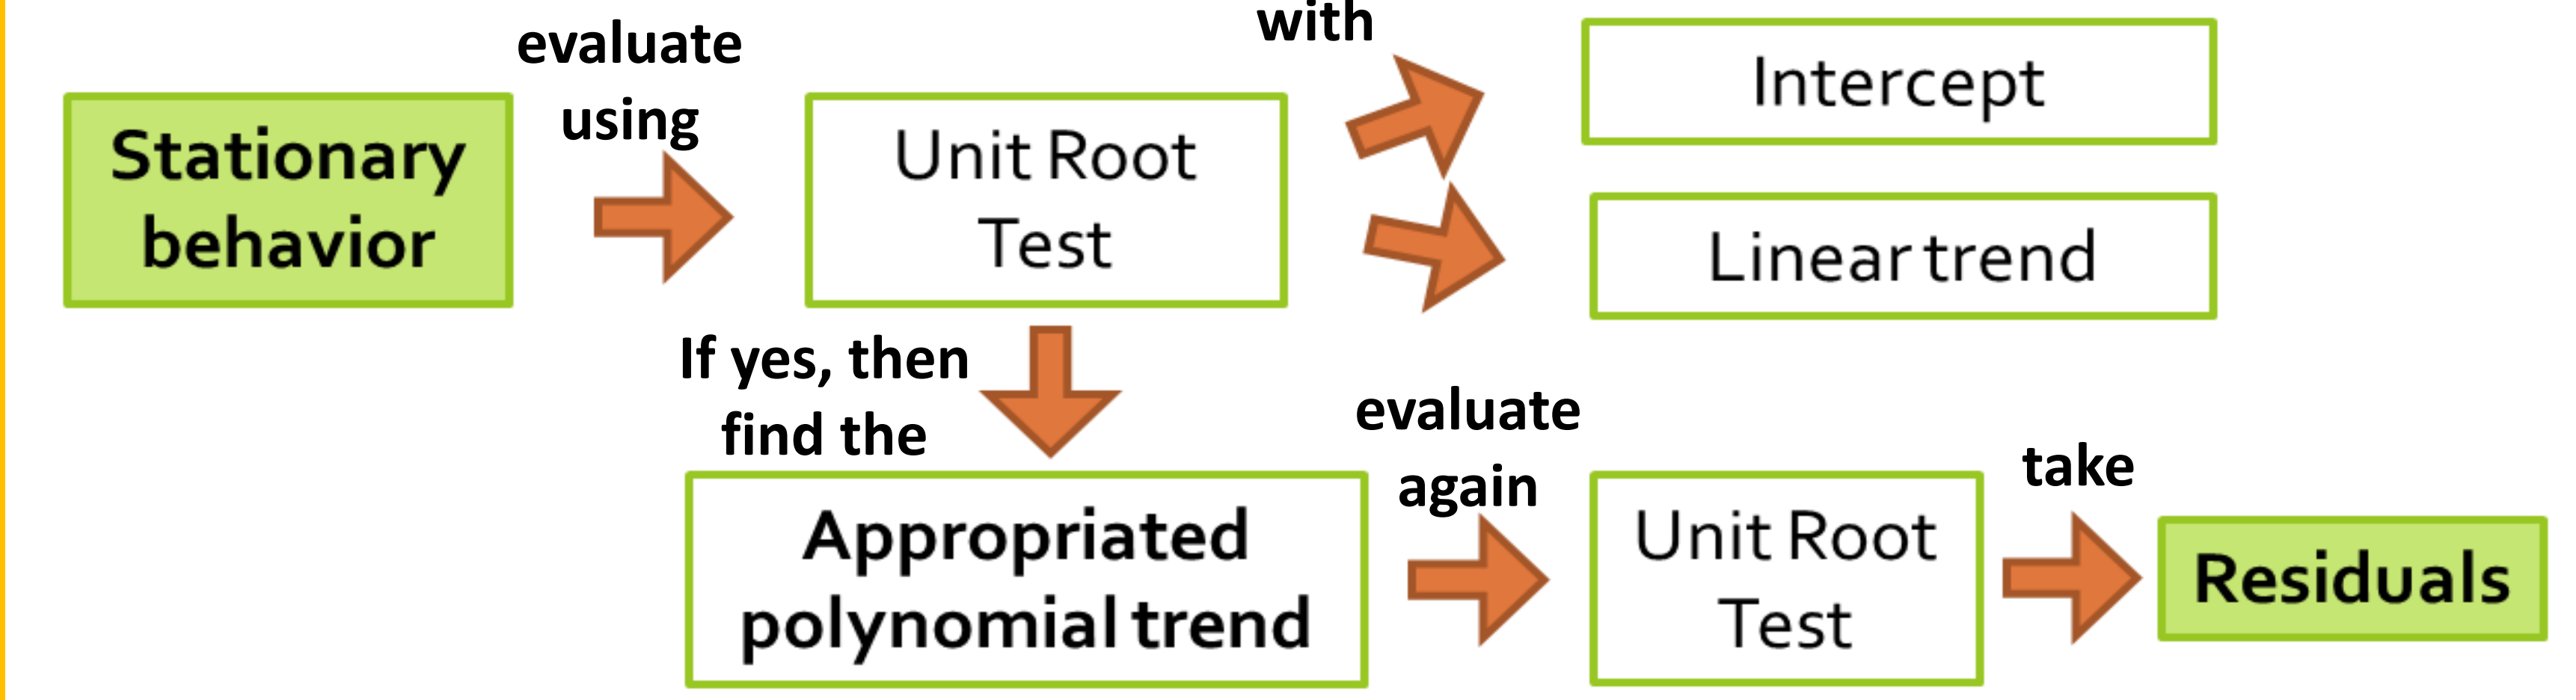 Stationary
behavior
evaluate
using
Unit Root
Test
with
Intercept
Linear trend
If yes, then
find the
Appropriated
polynomial trend
evaluate
again
Unit Root
Test
take
Residuals